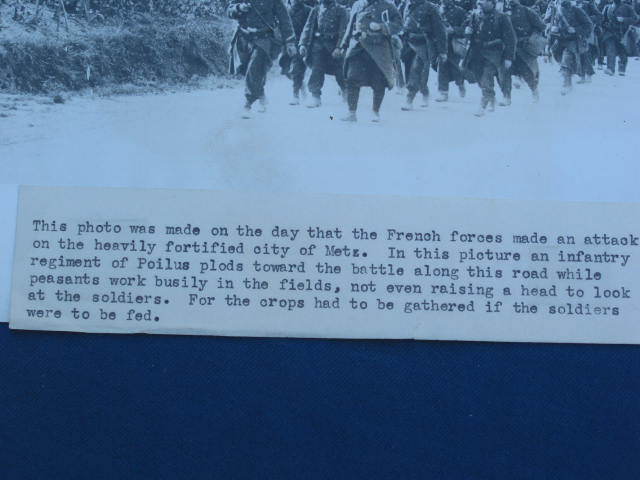 This photo was made on the day that the French forces made an attack
on the heavily fortified city of Metz.  In this picture an infantry
regiment of Poilus plods toward the battle along this road while
peasants work busily in the fields, not even raising a head to look
at the soldiers.  For the crops had to be gathered if the soldiers
were to be fed.